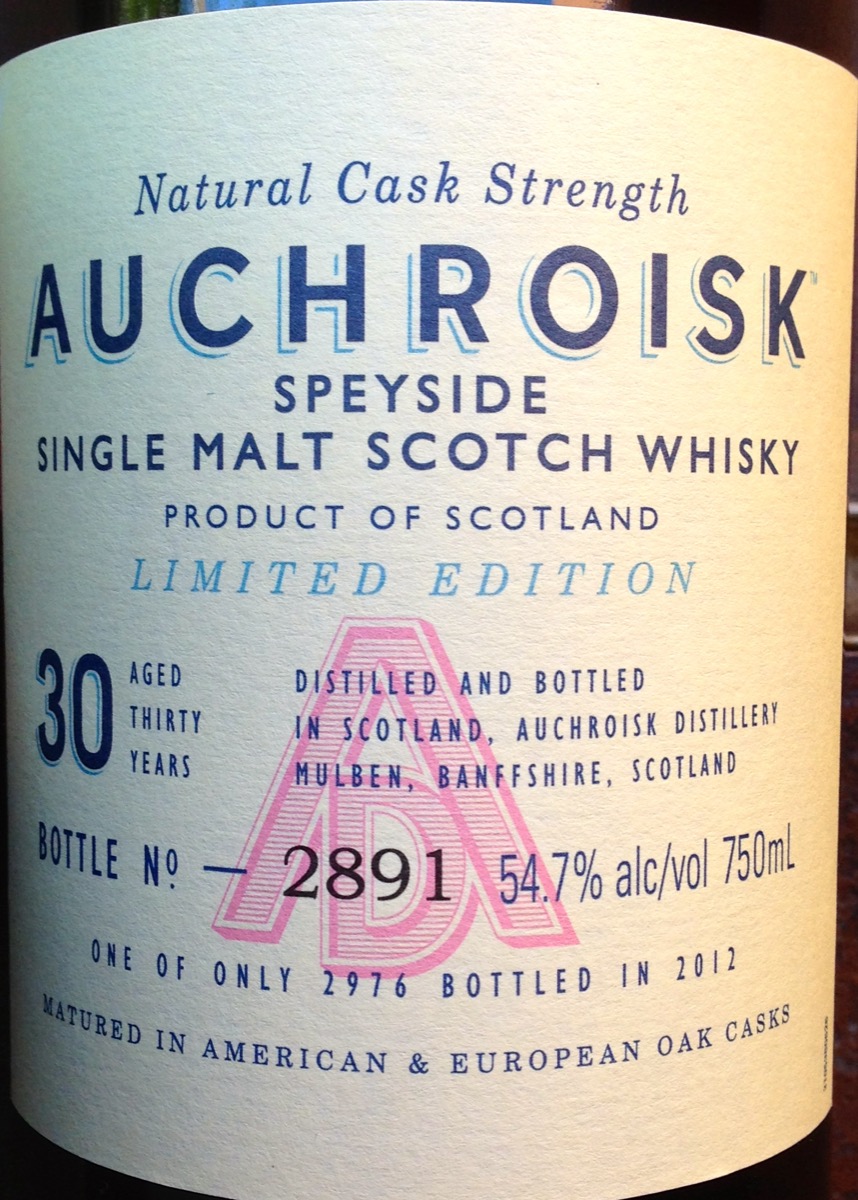 Natural Cask Strength
AUCHROISK™
SPEYSIDE
SINGLE MALT SCOTCH WHISKY
PRODUCT OF SCOTLAND
LIMITED EDITION
30 AGED
THIRTY
YEARS
DISTILLED AND BOTTLED
IN SCOTLAND, AUCHROISK DISTILLERY
MULBEN, BANFFSHIRE, SCOTLAND
AD
BOTTLE Nº — 2891 54.7% alc/vol 750mL
ONE OF ONLY 2976 BOTTLED IN 2012
MATURED IN AMERICAN & EUROPEAN OAK CASKS